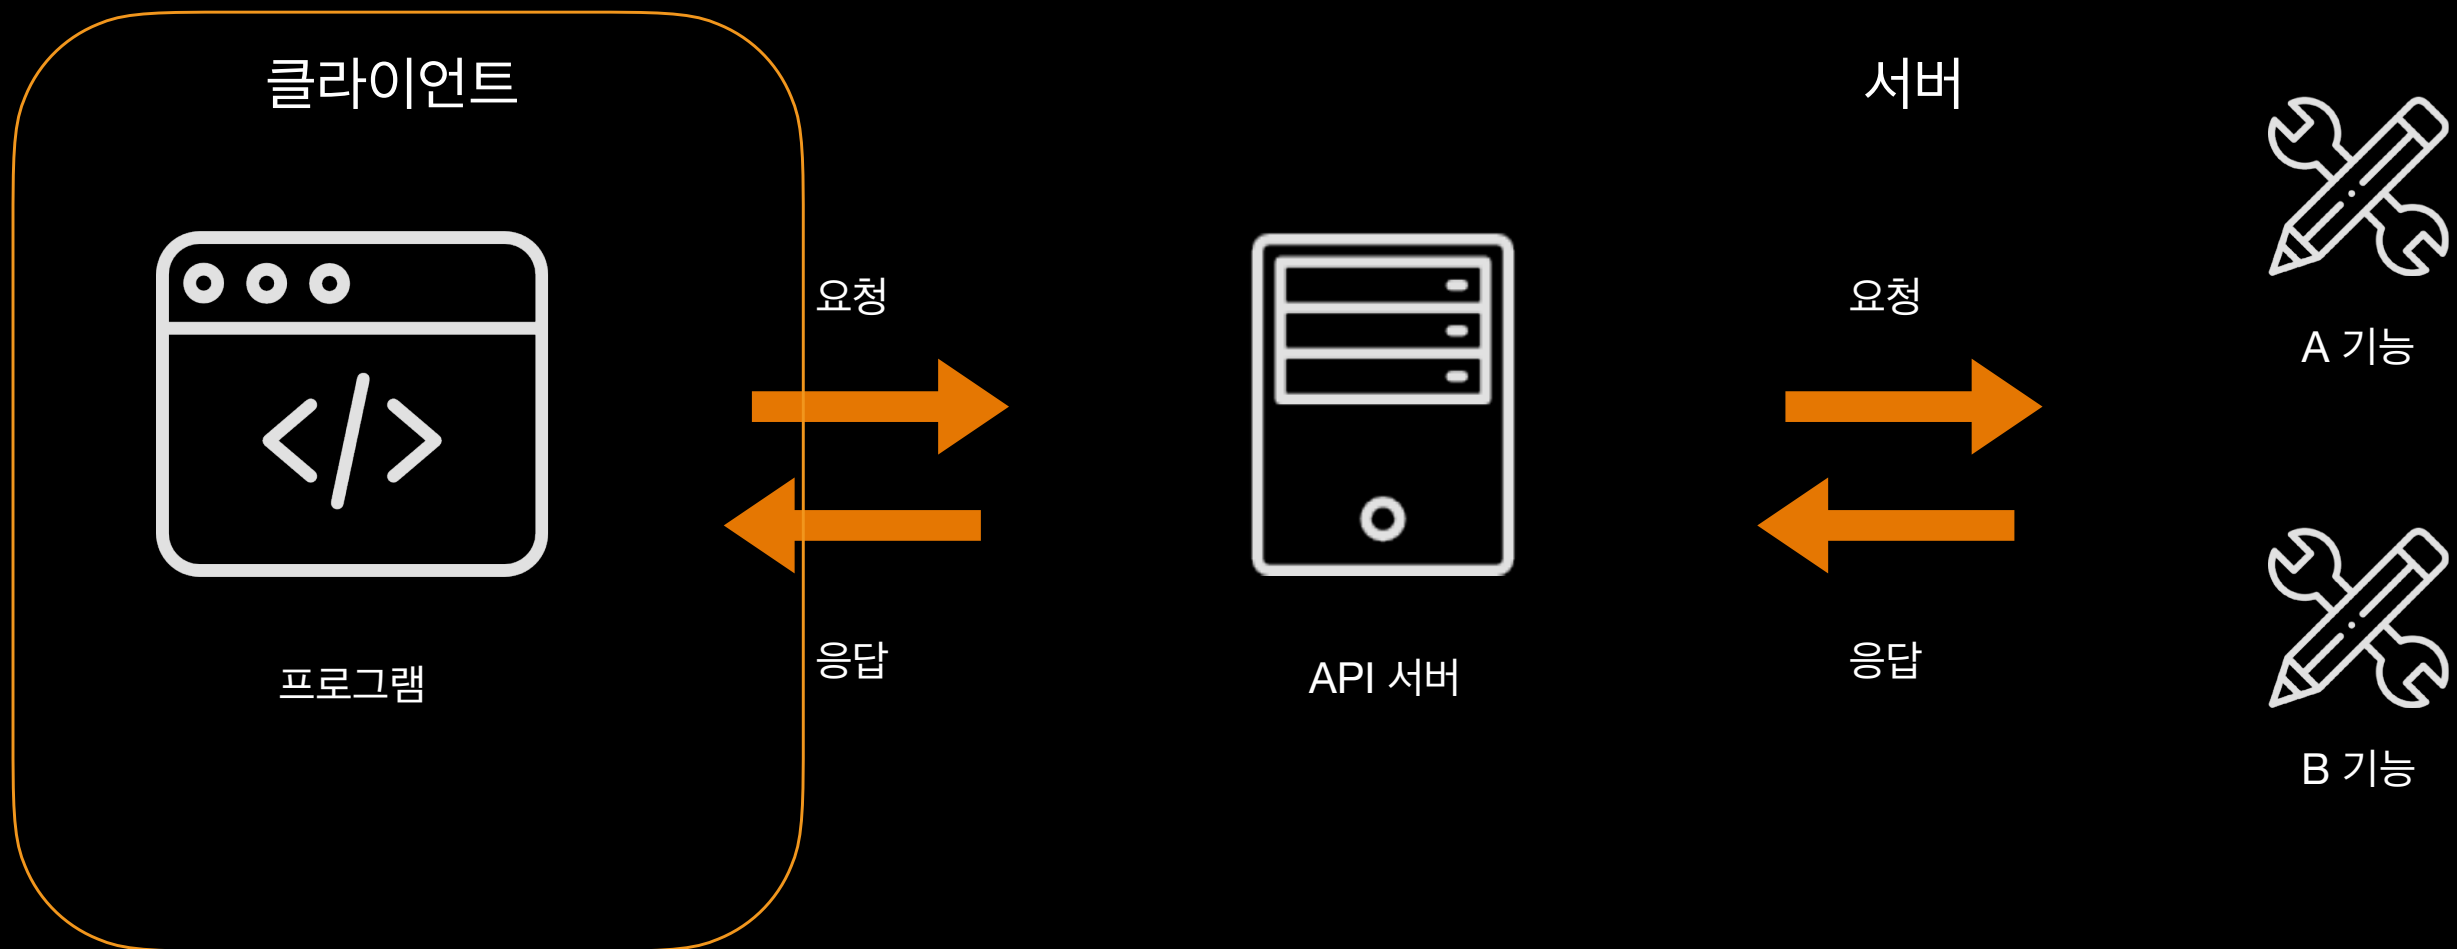 클라이언트
서버
요청
요청
A 기능
응답
응답
프로그램
API 서버
B 기능